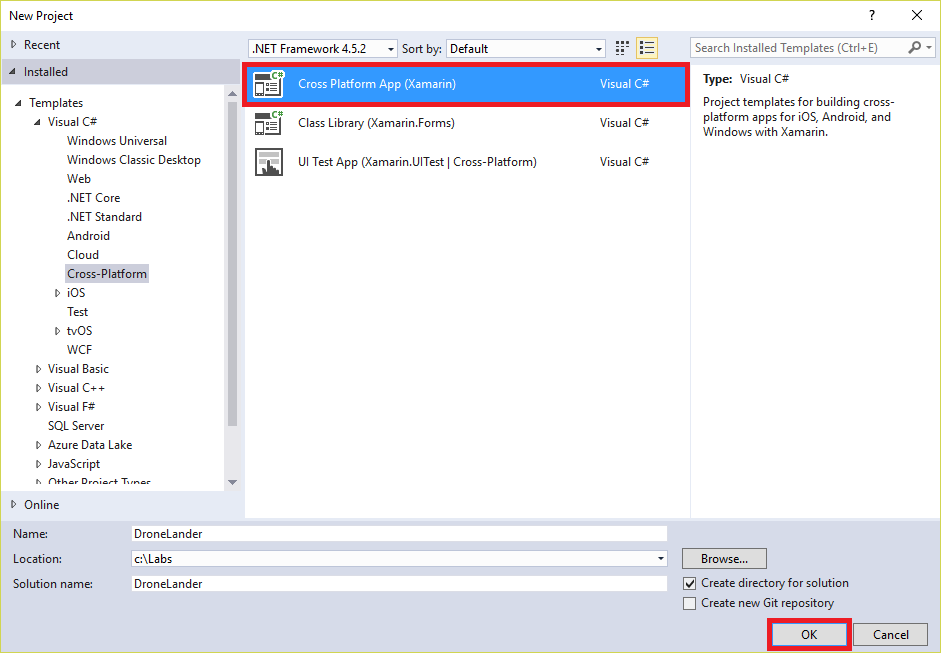 New Project
?
Recent
.NET Framework 4.5.2 Sort by: Default
Search Installed Templates (Ctrl+E)
Installed
Templates
Visual C#
Windows Universal
Windows Classic Desktop
Web
.NET Core
.NET Standard
Android
Cloud
Cross-Platform
iOS
Test
tvOS
WCF
Visual Basic
Visual C++
Visual F#
SQL Server
Azure Data Lake
JavaScript
Other Project Types
Online
C# Cross Platform App (Xamarin) Visual C#
C# Class Library (Xamarin.Forms) Visual C#
UI Test App (Xamarin.UITest | Cross-Platform) Visual C#
Type: Visual C#
Project templates for building cross-
platform apps for iOS, Android, and
Windows with Xamarin.
Name: DroneLander
Location: c:\Labs
Browse...
Solution name: DroneLander
Create directory for solution
Create new Git repository
OK
Cancel